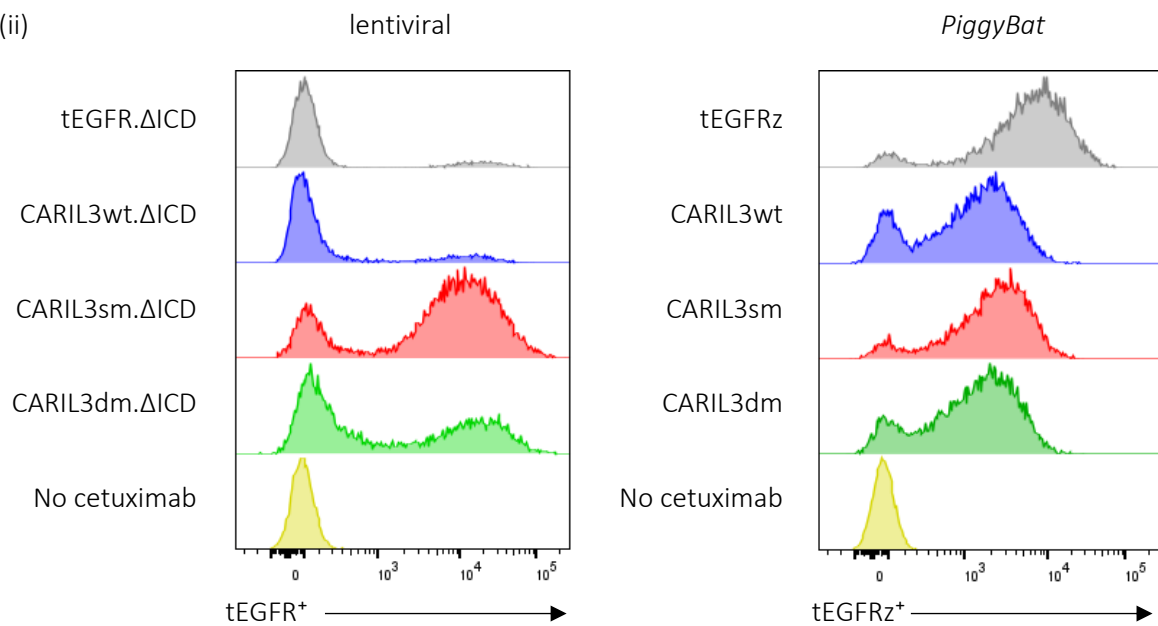 (ii)
lentiviral
PiggyBat
tEGFR.ΔICD
CARIL3wt.ΔICD
CARIL3sm.ΔICD
CARIL3dm.ΔICD
No cetuximab
0 10³ 10⁴ 10⁵
tEGFR⁺
tEGFRz
CARIL3wt
CARIL3sm
CARIL3dm
No cetuximab
0 10³ 10⁴ 10⁵
tEGFRz⁺